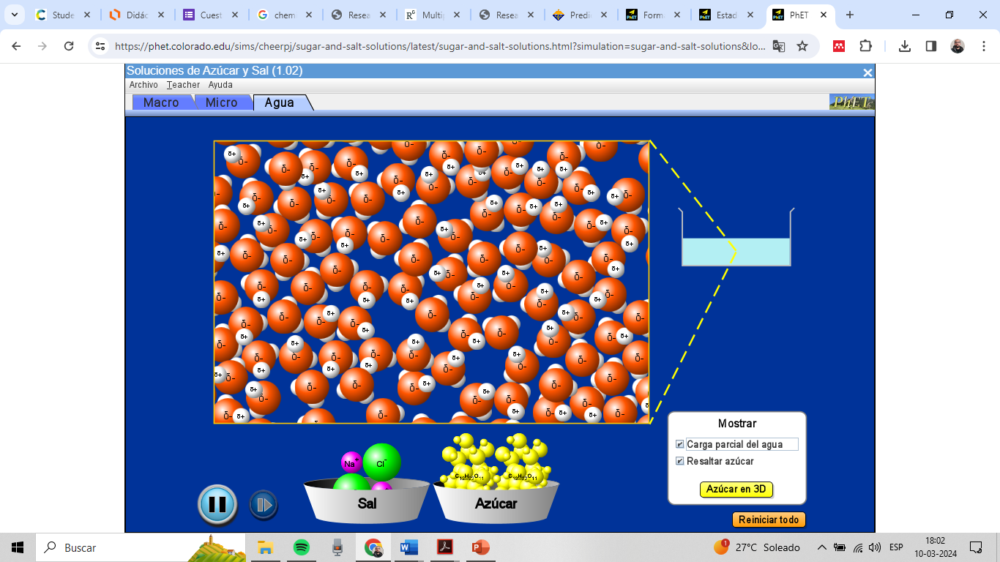 Stude
Didác
Cuest
chem
Resea
Multip
Resea
Predi
Form
Estad
PhET
https://phet.colorado.edu/sims/cheerpj/sugar-and-salt-solutions/latest/sugar-and-salt-solutions.html?simulation=sugar-and-salt-solutions&lo...
Soluciones de Azúcar y Sal (1.02)
Archivo Teacher Ayuda
Macro Micro Agua
PhET
δ+ δ-
Na+ Cl-
C12H22O11 C12H22O11
Sal
Azúcar
Mostrar
Carga parcial del agua
Resaltar azúcar
Azúcar en 3D
Reiniciar todo
Buscar
1
27°C Soleado
ESP
18:02
10-03-2024